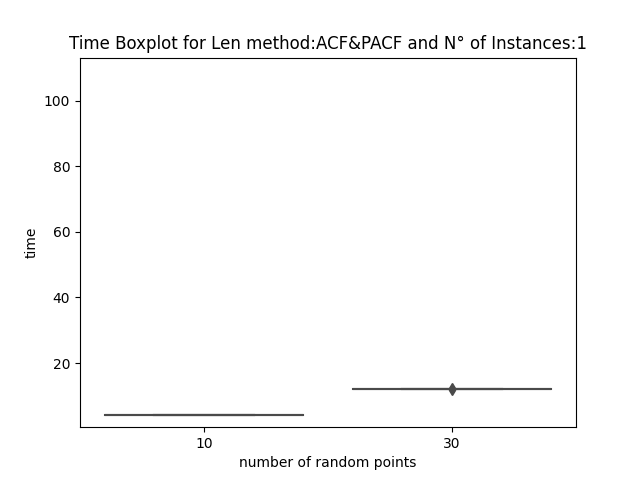 Time Boxplot for Len method:ACF&PACF and N° of Instances:1
100
80
60
40
20
time
10 30
number of random points